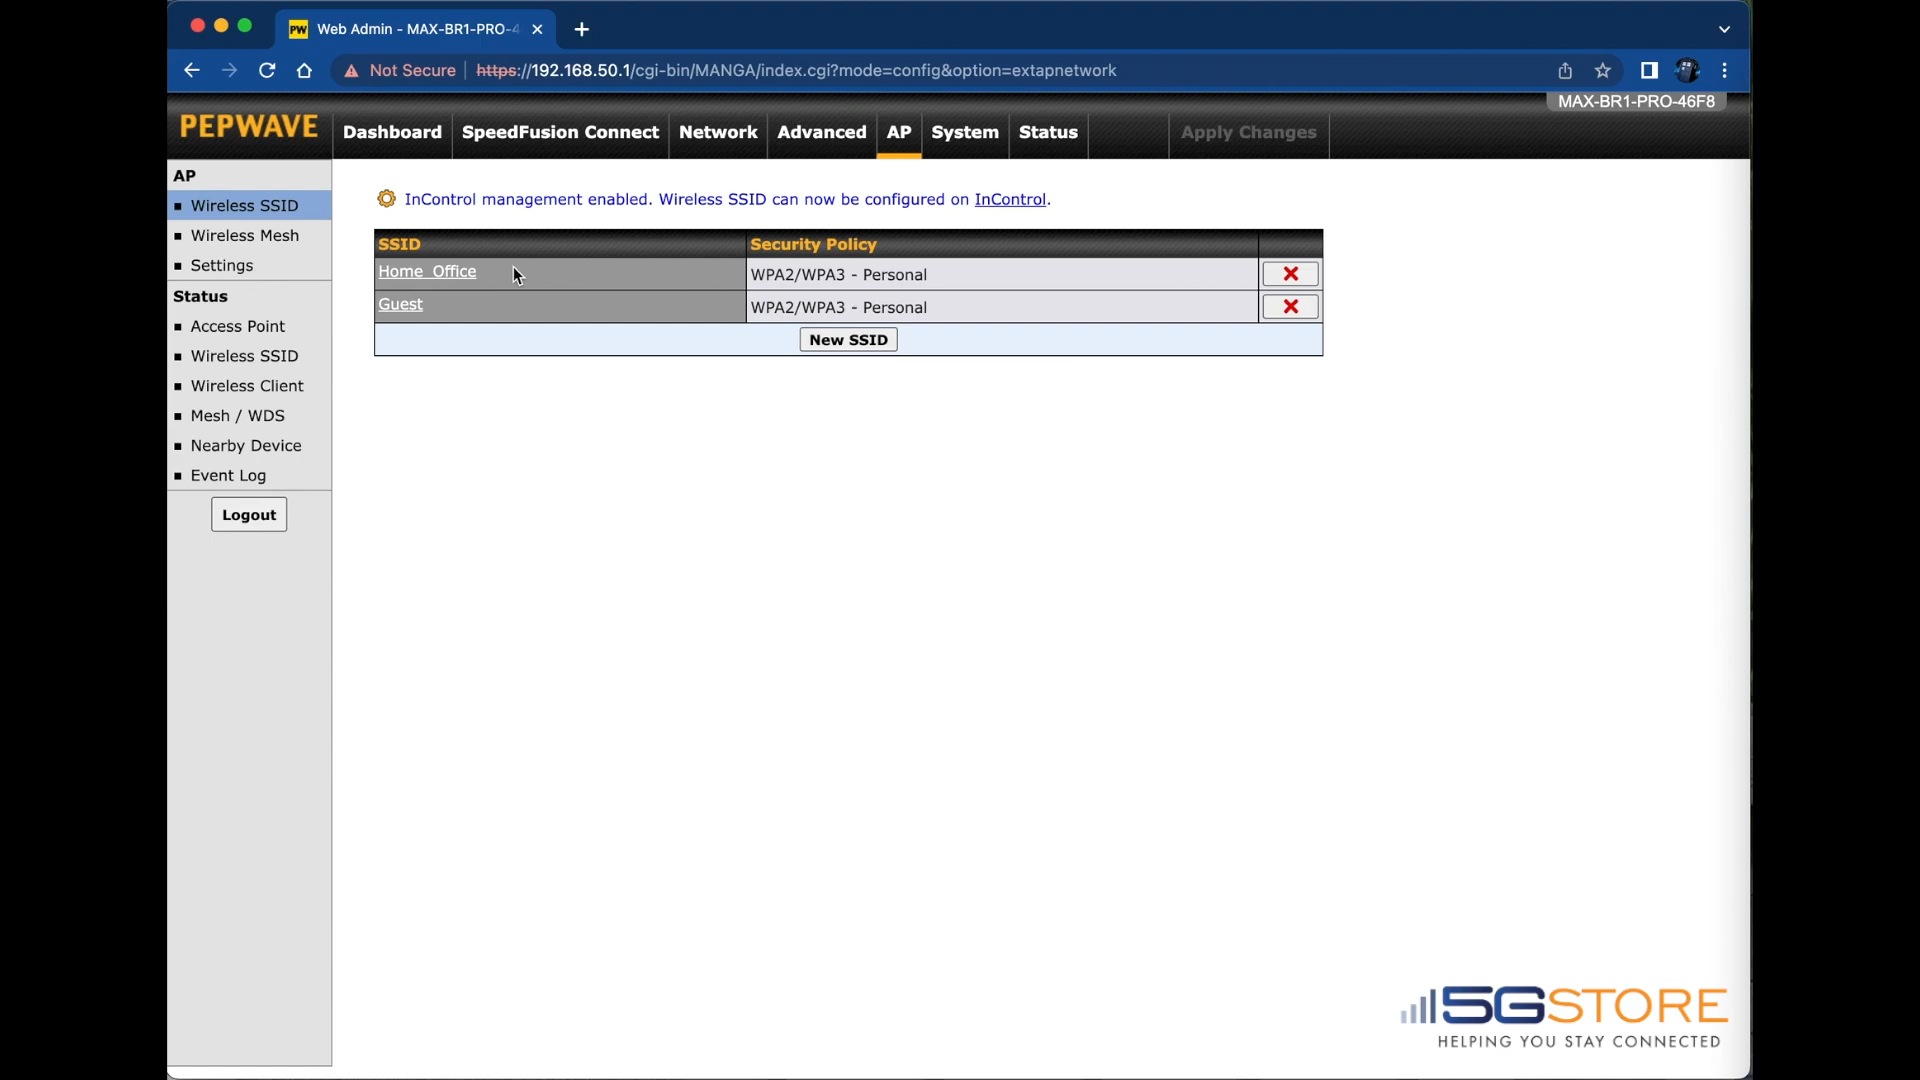 PW Web Admin - MAX-BR1-PRO-4
Not Secure https://192.168.50.1/cgi-bin/MANGA/index.cgi?mode=config&option=extapnetwork
MAX-BR1-PRO-46F8
PEPWAVE Dashboard SpeedFusion Connect Network Advanced AP System Status Apply Changes
AP
Wireless SSID
Wireless Mesh
Settings
Status
Access Point
Wireless SSID
Wireless Client
Mesh / WDS
Nearby Device
Event Log
Logout
InControl management enabled. Wireless SSID can now be configured on InControl.
SSID Security Policy
Home_Office WPA2/WPA3 - Personal
Guest WPA2/WPA3 - Personal
New SSID
5GSTORE
HELPING YOU STAY CONNECTED